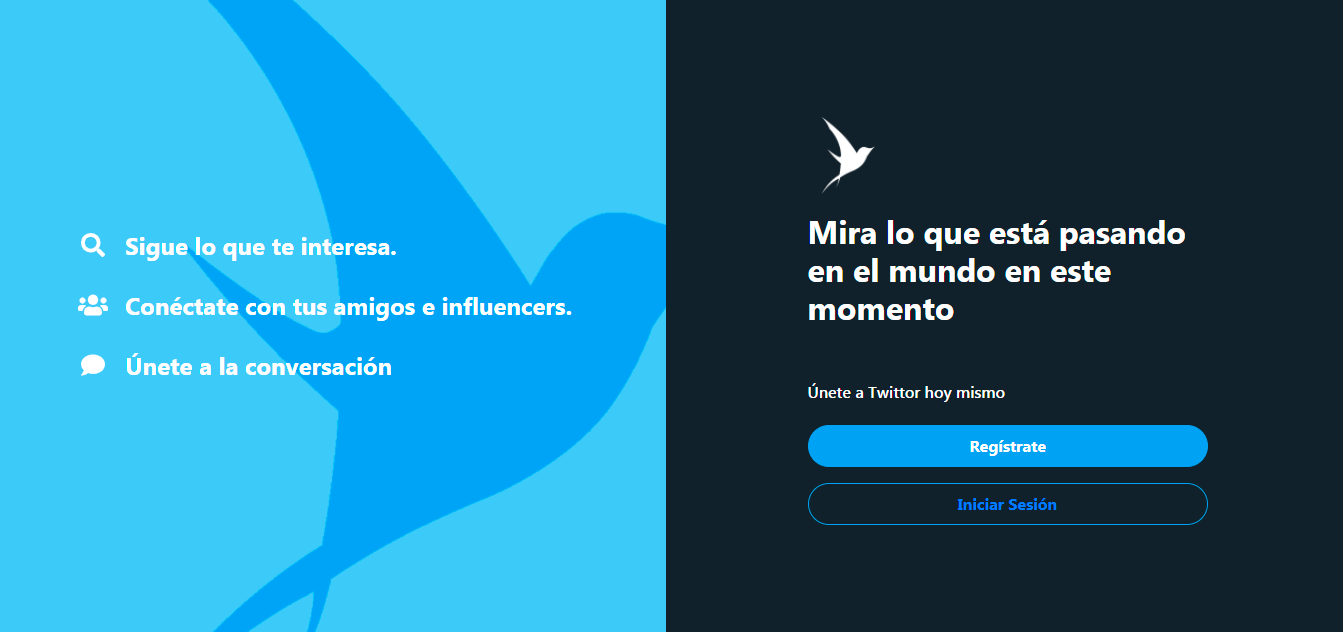 Sigue lo que te interesa.
Conéctate con tus amigos e influencers.
Únete a la conversación
Mira lo que está pasando
en el mundo en este
momento
Únete a Twittor hoy mismo
Regístrate
Iniciar Sesión